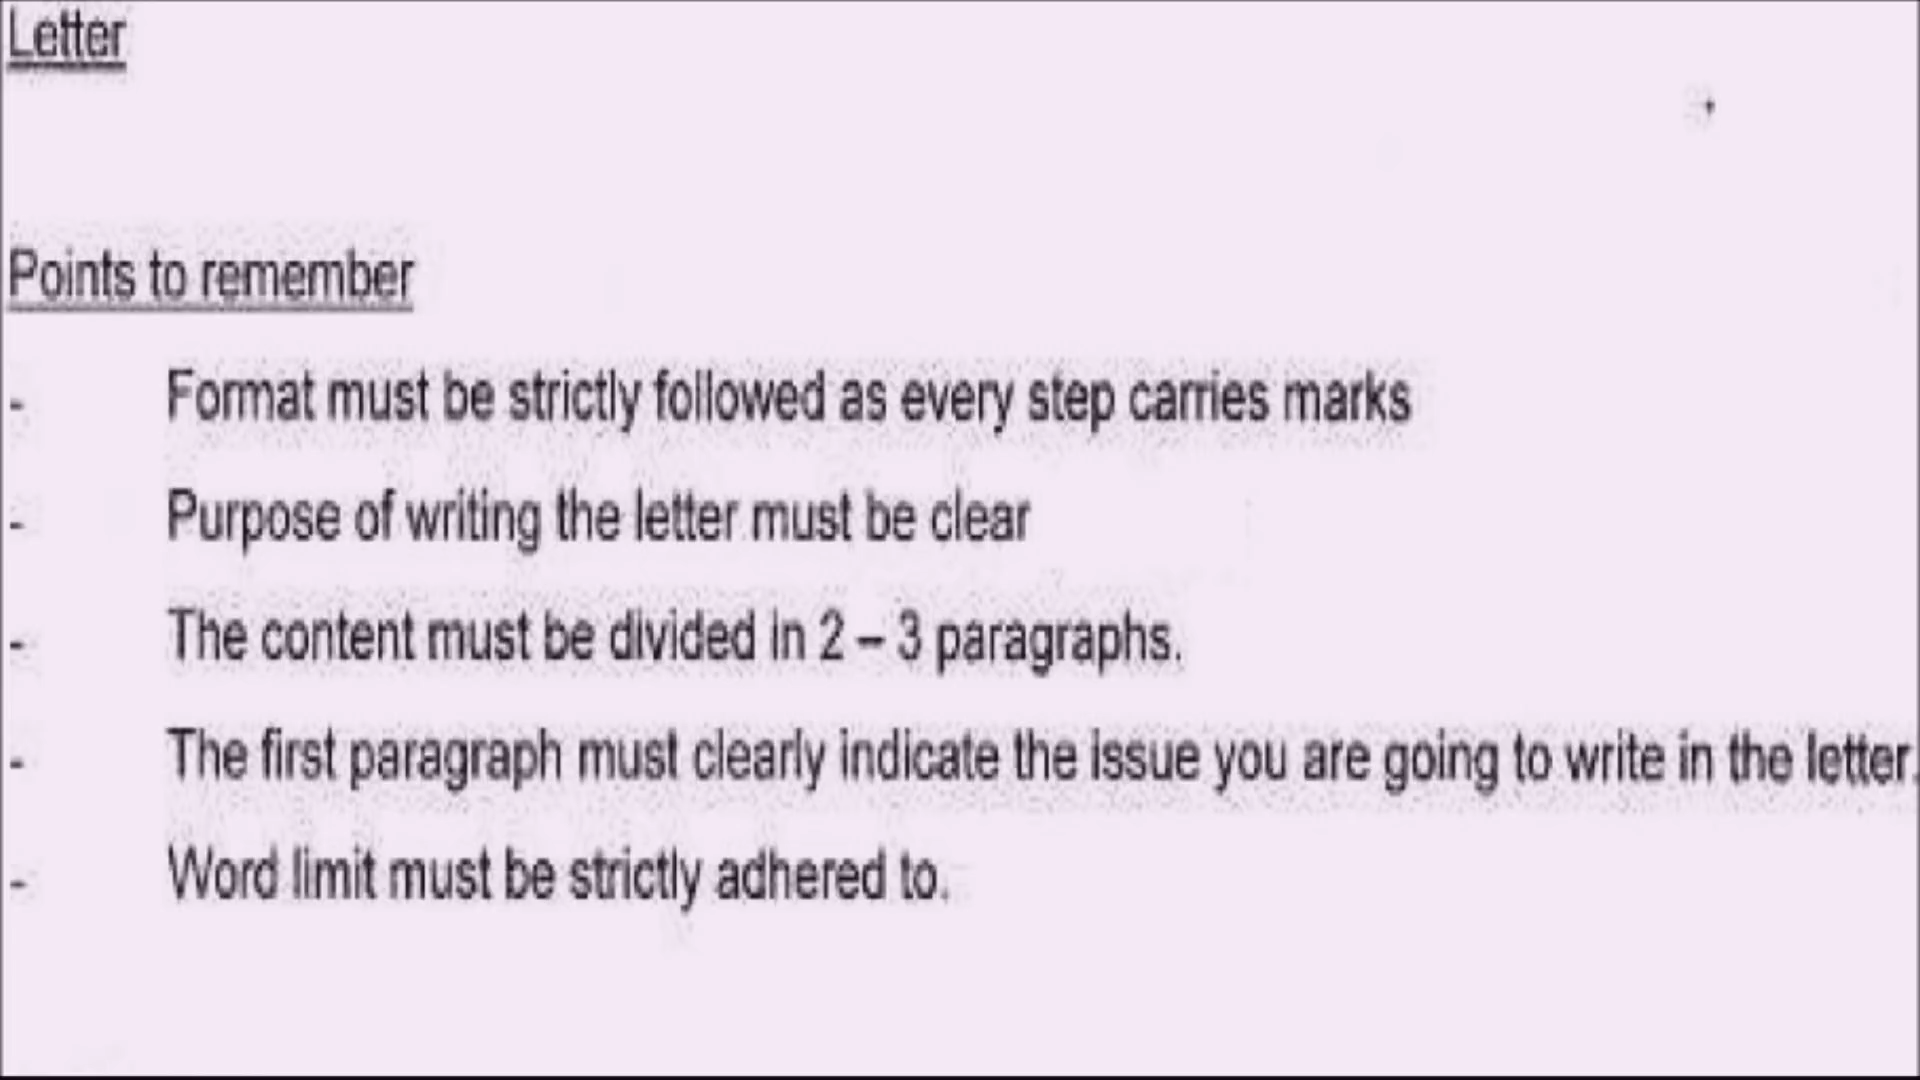 Letter
Points to remember
- Format must be strictly followed as every step carries marks
- Purpose of writing the letter must be clear
- The content must be divided in 2 – 3 paragraphs.
- The first paragraph must clearly indicate the issue you are going to write in the letter.
- Word limit must be strictly adhered to.